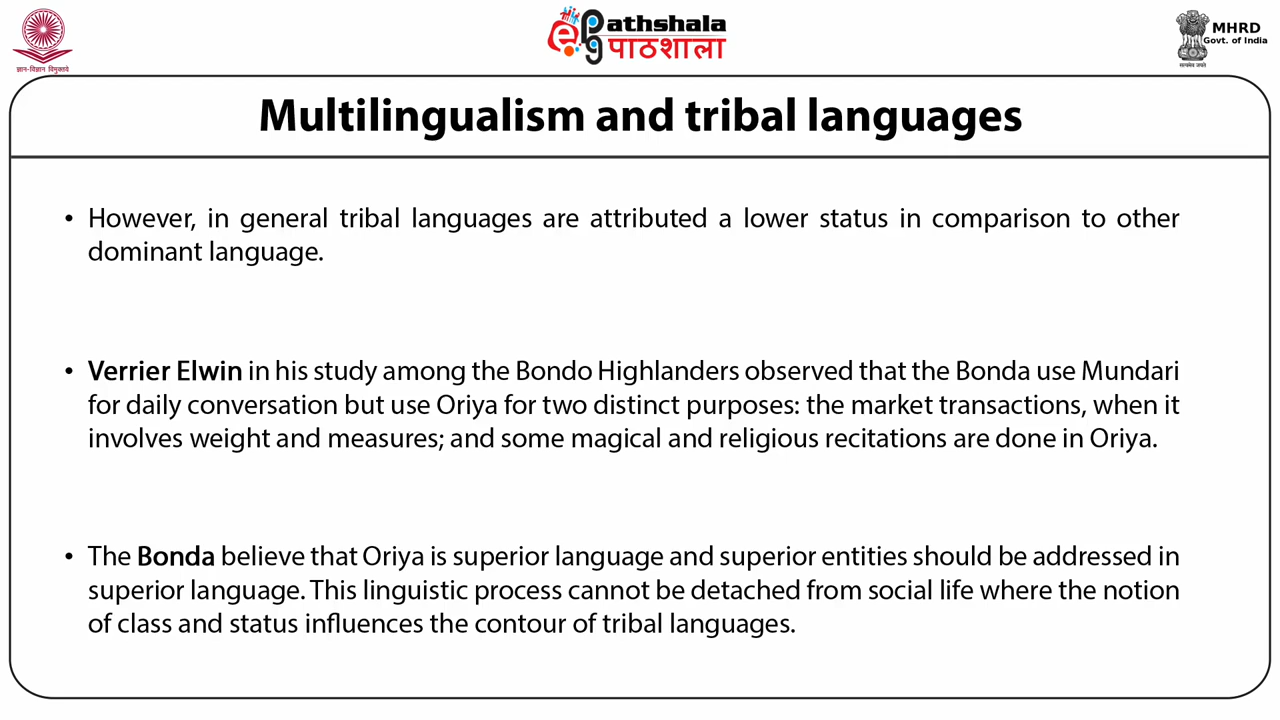 ज्ञान-विज्ञान विमुक्तये
epg
athshala
पाठशाला
MHRD
Govt. of India
सत्यमेव जयते
Multilingualism and tribal languages
• However, in general tribal languages are attributed a lower status in comparison to other
dominant language.
• Verrier Elwin in his study among the Bondo Highlanders observed that the Bonda use Mundari
for daily conversation but use Oriya for two distinct purposes: the market transactions, when it
involves weight and measures; and some magical and religious recitations are done in Oriya.
• The Bonda believe that Oriya is superior language and superior entities should be addressed in
superior language. This linguistic process cannot be detached from social life where the notion
of class and status influences the contour of tribal languages.